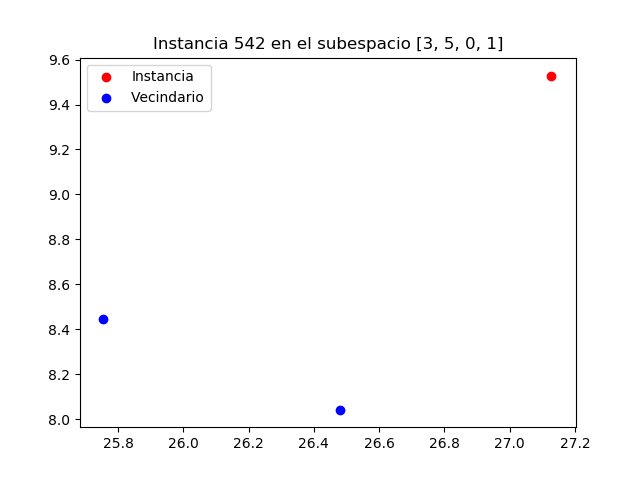 Instancia 542 en el subespacio [3, 5, 0, 1]
Instancia
Vecindario
9.6
9.4
9.2
9.0
8.8
8.6
8.4
8.2
8.0
25.8 26.0 26.2 26.4 26.6 26.8 27.0 27.2